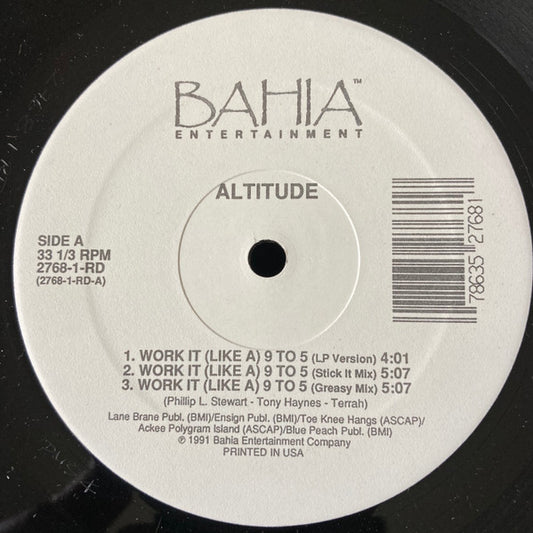 BAHIA™
ENTERTAINMENT
ALTITUDE
SIDE A
33 1/3 RPM
2768-1-RD
(2768-1-RD-A)
78635 27681
1. WORK IT (LIKE A) 9 TO 5 (LP Version) 4:01
2. WORK IT (LIKE A) 9 TO 5 (Stick It Mix) 5:07
3. WORK IT (LIKE A) 9 TO 5 (Greasy Mix) 5:07
(Phillip L. Stewart - Tony Haynes - Terrah)
Lane Brane Publ. (BMI)/Ensign Publ. (BMI)/Toe Knee Hangs (ASCAP)/
Ackee Polygram Island (ASCAP)/Blue Peach Publ. (BMI)
℗ 1991 Bahia Entertainment Company
PRINTED IN USA